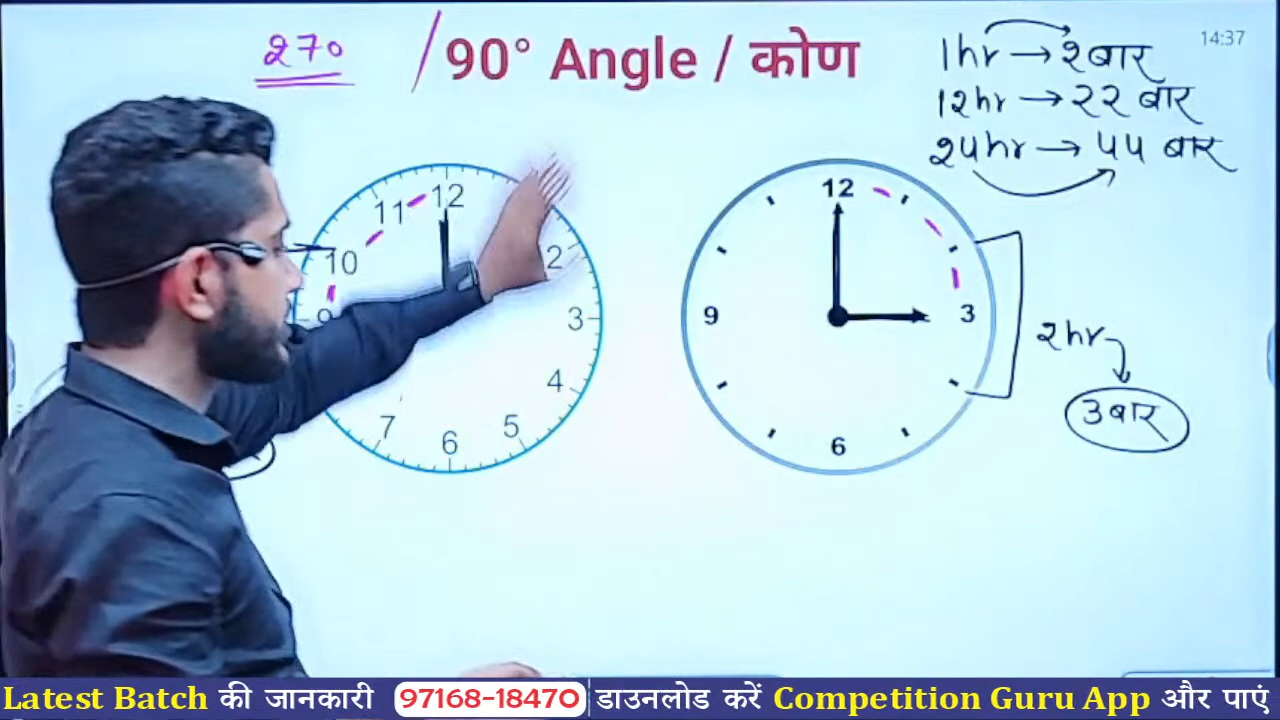 270
/90° Angle / कोण
14:37
1hr → 2बार
12hr → 22 बार
24hr → 44 बार
12
11
10
2
3
4
5
6
7
12
3
6
9
2hr
3बार
Latest Batch की जानकारी 97168-18470 डाउनलोड करें Competition Guru App और पाएं